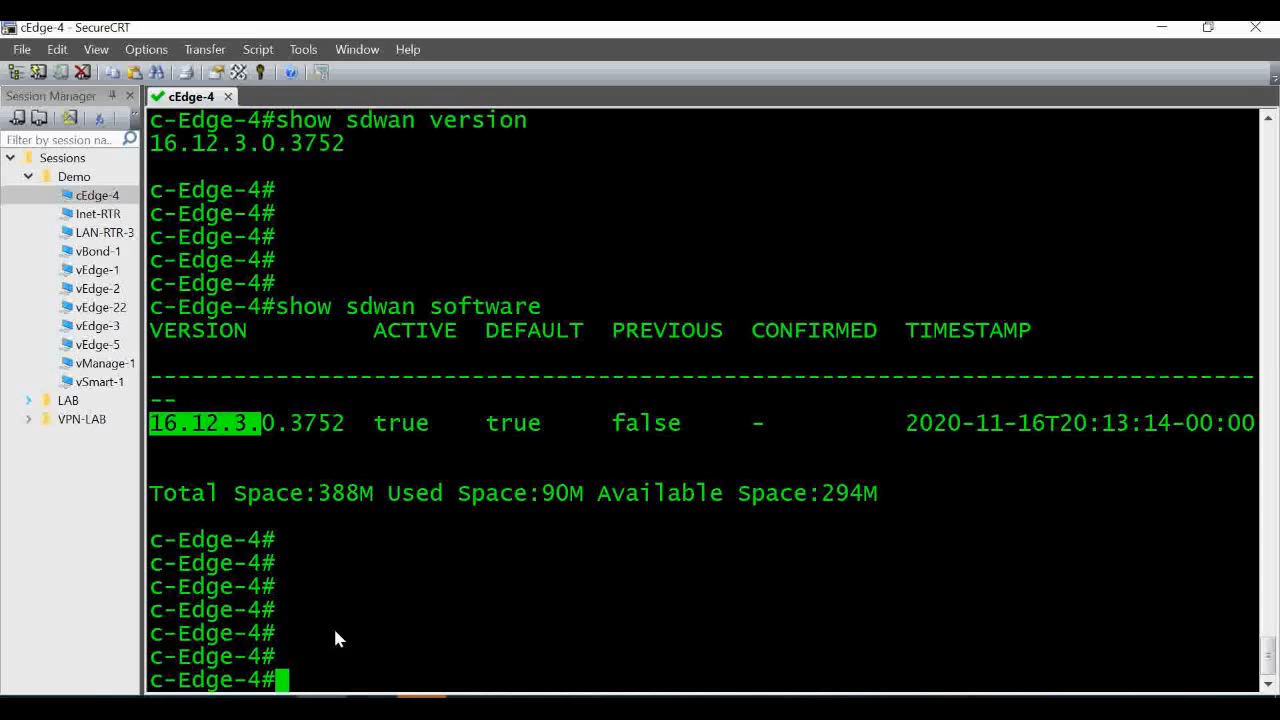 cEdge-4 - SecureCRT
File Edit View Options Transfer Script Tools Window Help
Session Manager
cEdge-4
Filter by session na..
Sessions
Demo
cEdge-4
Inet-RTR
LAN-RTR-3
vBond-1
vEdge-1
vEdge-2
vEdge-22
vEdge-3
vEdge-5
vManage-1
vSmart-1
LAB
VPN-LAB
c-Edge-4#show sdwan version
16.12.3.0.3752
c-Edge-4#
c-Edge-4#
c-Edge-4#
c-Edge-4#
c-Edge-4#
c-Edge-4#show sdwan software
VERSION ACTIVE DEFAULT PREVIOUS CONFIRMED TIMESTAMP
-------------------------------------------------------------------------------
--
16.12.3.0.3752 true true false - 2020-11-16T20:13:14-00:00
Total Space:388M Used Space:90M Available Space:294M
c-Edge-4#
c-Edge-4#
c-Edge-4#
c-Edge-4#
c-Edge-4#
c-Edge-4#
c-Edge-4#